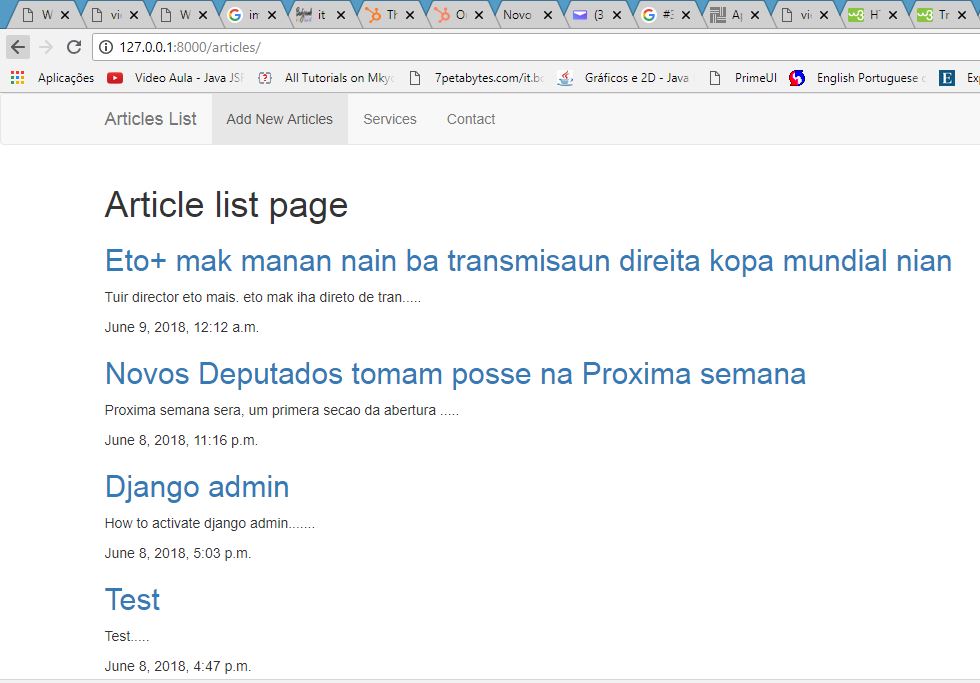 W
vi
W
in
it
Th
O
Novo
(3
G
Ap
vi
Tr
127.0.0.1:8000/articles/
Aplicações
Video Aula - Java JSF
All Tutorials on Mkyo
7petabytes.com/it.bo
Gráficos e 2D - Java
PrimeUI
English Portuguese
E
Ex
Articles List
Add New Articles
Services
Contact
Article list page
Eto+ mak manan nain ba transmisaun direita kopa mundial nian
Tuir director eto mais. eto mak iha direto de tran.....
June 9, 2018, 12:12 a.m.
Novos Deputados tomam posse na Proxima semana
Proxima semana sera, um primera secao da abertura .....
June 8, 2018, 11:16 p.m.
Django admin
How to activate django admin.......
June 8, 2018, 5:03 p.m.
Test
Test.....
June 8, 2018, 4:47 p.m.